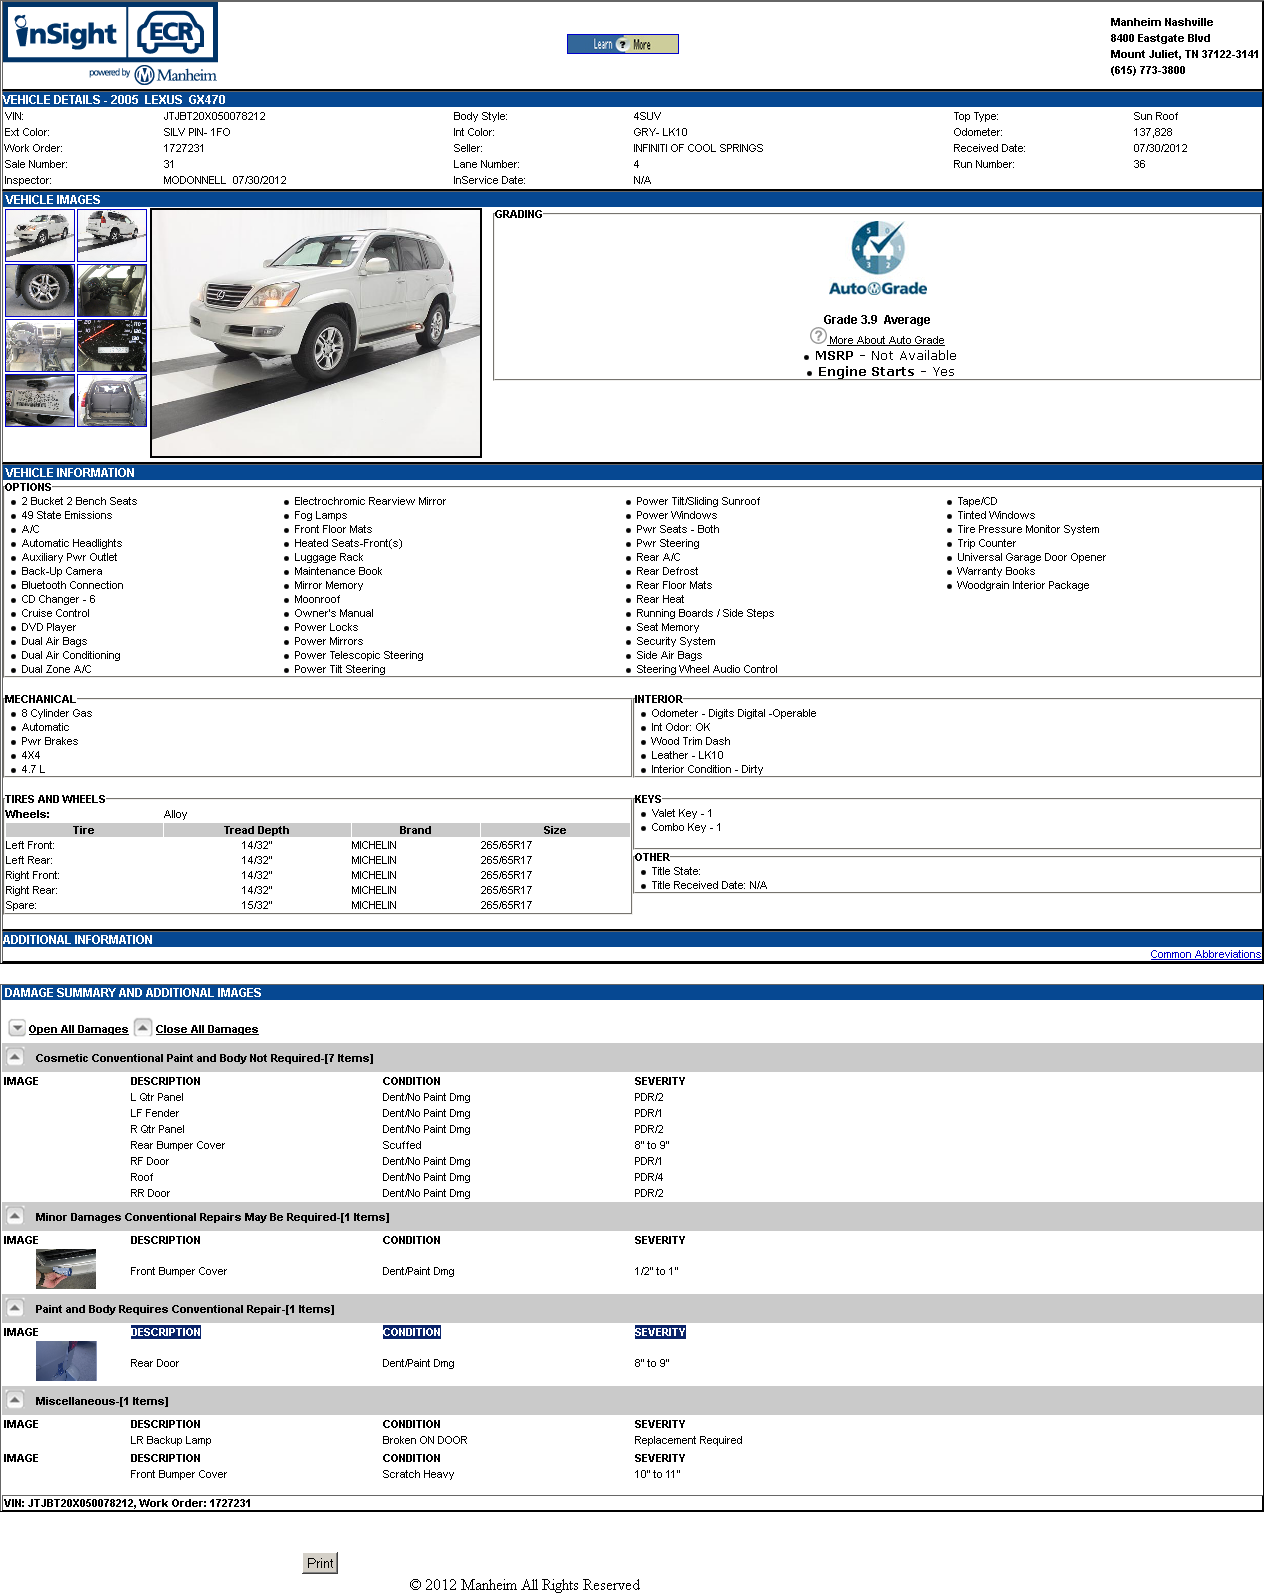 inSight ECR
powered by Manheim
Learn ? More
Manheim Nashville
8400 Eastgate Blvd
Mount Juliet, TN 37122-3141
(615) 773-3800
VEHICLE DETAILS - 2005 LEXUS GX470
VIN: JTJBT20X050078212 Body Style: 4SUV Top Type: Sun Roof
Ext Color: SILV PIN- 1FO Int Color: GRY- LK10 Odometer: 137,828
Work Order: 1727231 Seller: INFINITI OF COOL SPRINGS Received Date: 07/30/2012
Sale Number: 31 Lane Number: 4 Run Number: 36
Inspector: MODONNELL 07/30/2012 InService Date: N/A
VEHICLE IMAGES
GRADING
5 0 4 1 3 2
AutoGrade
Grade 3.9 Average
? More About Auto Grade
• MSRP - Not Available
• Engine Starts - Yes
VEHICLE INFORMATION
OPTIONS
• 2 Bucket 2 Bench Seats • Electrochromic Rearview Mirror • Power Tilt/Sliding Sunroof • Tape/CD
• 49 State Emissions • Fog Lamps • Power Windows • Tinted Windows
• A/C • Front Floor Mats • Pwr Seats - Both • Tire Pressure Monitor System
• Automatic Headlights • Heated Seats-Front(s) • Pwr Steering • Trip Counter
• Auxiliary Pwr Outlet • Luggage Rack • Rear A/C • Universal Garage Door Opener
• Back-Up Camera • Maintenance Book • Rear Defrost • Warranty Books
• Bluetooth Connection • Mirror Memory • Rear Floor Mats • Woodgrain Interior Package
• CD Changer - 6 • Moonroof • Rear Heat
• Cruise Control • Owner's Manual • Running Boards / Side Steps
• DVD Player • Power Locks • Seat Memory
• Dual Air Bags • Power Mirrors • Security System
• Dual Air Conditioning • Power Telescopic Steering • Side Air Bags
• Dual Zone A/C • Power Tilt Steering • Steering Wheel Audio Control
MECHANICAL
• 8 Cylinder Gas
• Automatic
• Pwr Brakes
• 4X4
• 4.7 L
INTERIOR
• Odometer - Digits Digital -Operable
• Int Odor: OK
• Wood Trim Dash
• Leather - LK10
• Interior Condition - Dirty
TIRES AND WHEELS
Wheels: Alloy
Tire Tread Depth Brand Size
Left Front: 14/32" MICHELIN 265/65R17
Left Rear: 14/32" MICHELIN 265/65R17
Right Front: 14/32" MICHELIN 265/65R17
Right Rear: 14/32" MICHELIN 265/65R17
Spare: 15/32" MICHELIN 265/65R17
KEYS
• Valet Key - 1
• Combo Key - 1
OTHER
• Title State:
• Title Received Date: N/A
ADDITIONAL INFORMATION
Common Abbreviations
DAMAGE SUMMARY AND ADDITIONAL IMAGES
Open All Damages Close All Damages
Cosmetic Conventional Paint and Body Not Required-[7 Items]
IMAGE DESCRIPTION CONDITION SEVERITY
L Qtr Panel Dent/No Paint Dmg PDR/2
LF Fender Dent/No Paint Dmg PDR/1
R Qtr Panel Dent/No Paint Dmg PDR/2
Rear Bumper Cover Scuffed 8" to 9"
RF Door Dent/No Paint Dmg PDR/1
Roof Dent/No Paint Dmg PDR/4
RR Door Dent/No Paint Dmg PDR/2
Minor Damages Conventional Repairs May Be Required-[1 Items]
IMAGE DESCRIPTION CONDITION SEVERITY
Front Bumper Cover Dent/Paint Dmg 1/2" to 1"
Paint and Body Requires Conventional Repair-[1 Items]
IMAGE DESCRIPTION CONDITION SEVERITY
Rear Door Dent/Paint Dmg 8" to 9"
Miscellaneous-[1 Items]
IMAGE DESCRIPTION CONDITION SEVERITY
LR Backup Lamp Broken ON DOOR Replacement Required
IMAGE DESCRIPTION CONDITION SEVERITY
Front Bumper Cover Scratch Heavy 10" to 11"
VIN: JTJBT20X050078212, Work Order: 1727231
Print
© 2012 Manheim All Rights Reserved